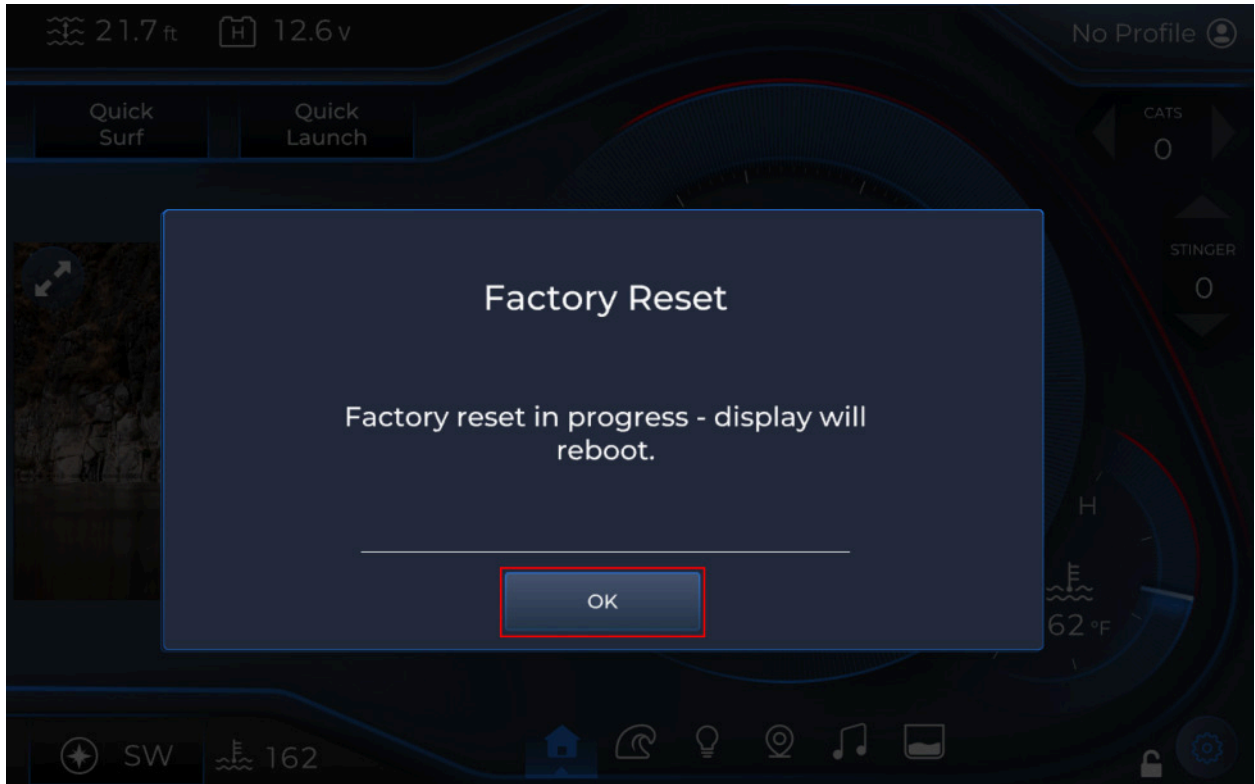 21.7 ft H 12.6 v No Profile
Quick Surf
Quick Launch
CATS
0
STINGER
0
Factory Reset
Factory reset in progress - display will
reboot.
OK
H
62 °F
SW 162